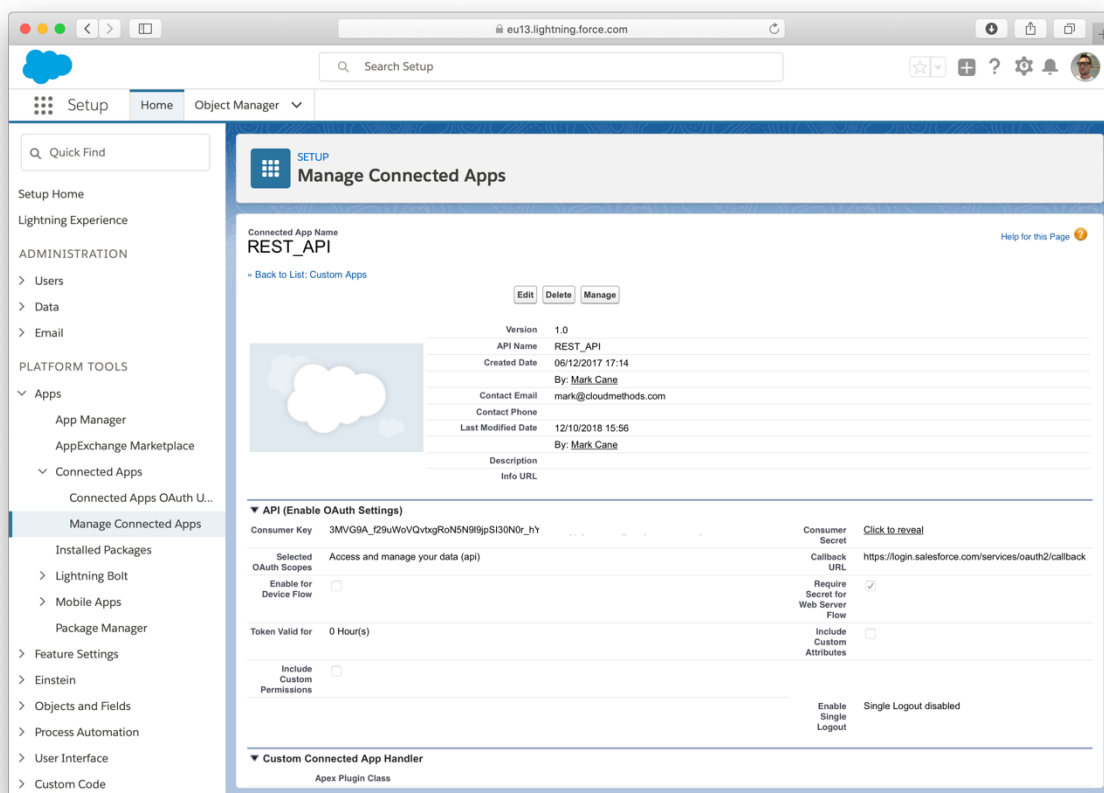 eu13.lightning.force.com
Search Setup
Setup
Home
Object Manager
Quick Find
Setup Home
Lightning Experience
ADMINISTRATION
Users
Data
Email
PLATFORM TOOLS
Apps
App Manager
AppExchange Marketplace
Connected Apps
Connected Apps OAuth U...
Manage Connected Apps
Installed Packages
Lightning Bolt
Mobile Apps
Package Manager
Feature Settings
Einstein
Objects and Fields
Process Automation
User Interface
Custom Code
SETUP
Manage Connected Apps
Connected App Name
REST_API
Help for this Page ?
« Back to List: Custom Apps
Edit Delete Manage
Version 1.0
API Name REST_API
Created Date 06/12/2017 17:14
By: Mark Cane
Contact Email mark@cloudmethods.com
Contact Phone
Last Modified Date 12/10/2018 15:56
By: Mark Cane
Description
Info URL
API (Enable OAuth Settings)
Consumer Key 3MVG9A_f29uWoVQvtxgRoN5N9l9jpSI30N0r_hY
Consumer Secret Click to reveal
Selected OAuth Scopes Access and manage your data (api)
Callback URL https://login.salesforce.com/services/oauth2/callback
Enable for Device Flow
Require Secret for Web Server Flow
Token Valid for 0 Hour(s)
Include Custom Attributes
Include Custom Permissions
Enable Single Logout Single Logout disabled
Custom Connected App Handler
Apex Plugin Class